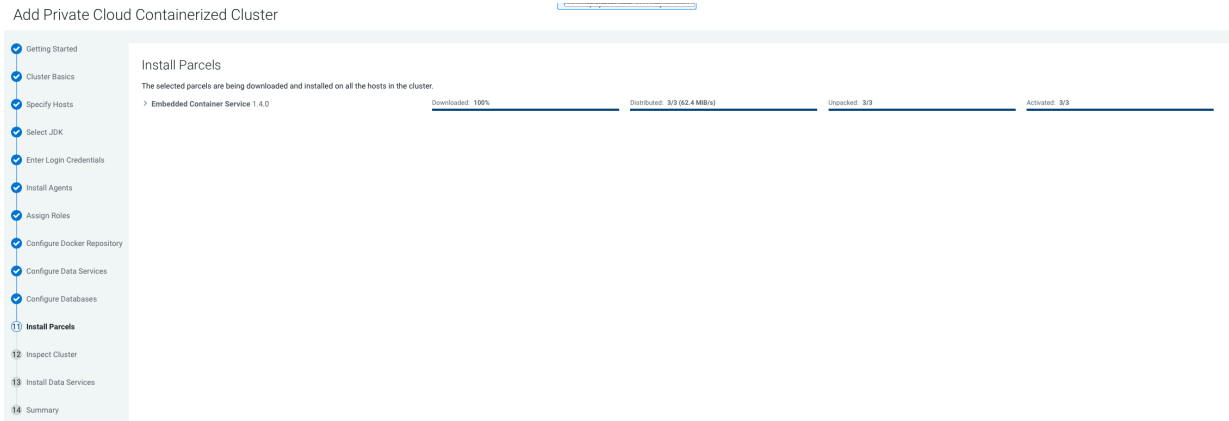 Add Private Cloud Containerized Cluster
Getting Started
Cluster Basics
Specify Hosts
Select JDK
Enter Login Credentials
Install Agents
Assign Roles
Configure Docker Repository
Configure Data Services
Configure Databases
11 Install Parcels
12 Inspect Cluster
13 Install Data Services
14 Summary
Install Parcels
The selected parcels are being downloaded and installed on all the hosts in the cluster.
> Embedded Container Service 1.4.0 Downloaded: 100% Distributed: 3/3 (62.4 MiB/s) Unpacked: 3/3 Activated: 3/3